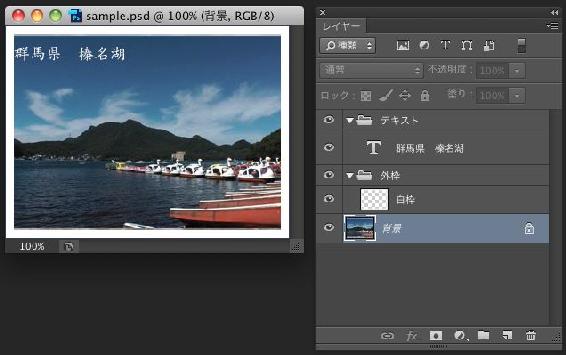 sample.psd @ 100% (背景, RGB/8)
群馬県　榛名湖
100%
レイヤー
種類
通常
不透明度： 100%
ロック： 塗り： 100%
テキスト
T 群馬県　榛名湖
外枠
白枠
背景
fx